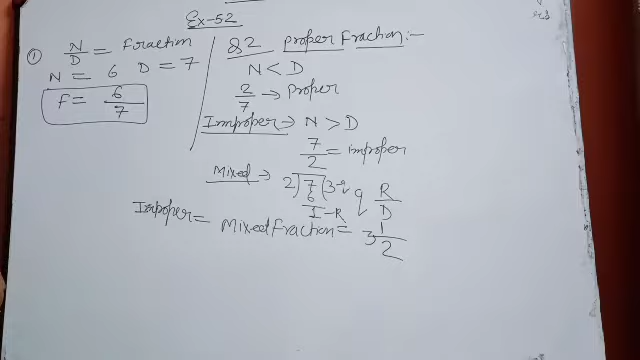 Ex-52
① N/D = Fraction
N = 6 D = 7
F = 6/7
Q2 proper Fraction:-
N < D
2/7 → Proper
Improper → N > D
7/2 = improper
Mixed → 2)7(3-q q R/D
6
1-R
Imporper = Mixed Fraction = 3 1/2